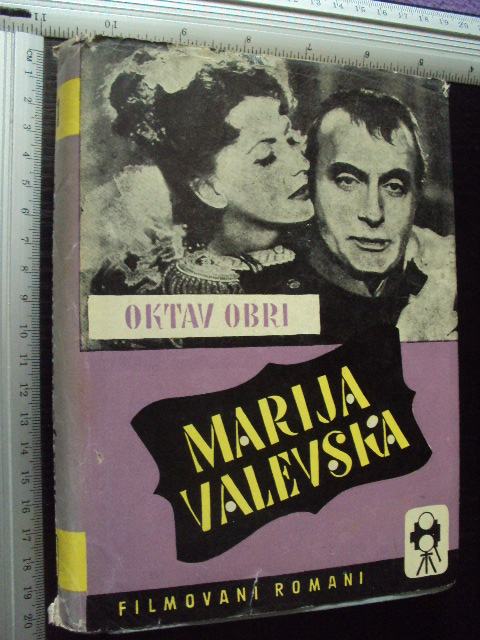 OKTAV OBRI
MARIJA
VALEVSKA
FILMOVANI ROMANI